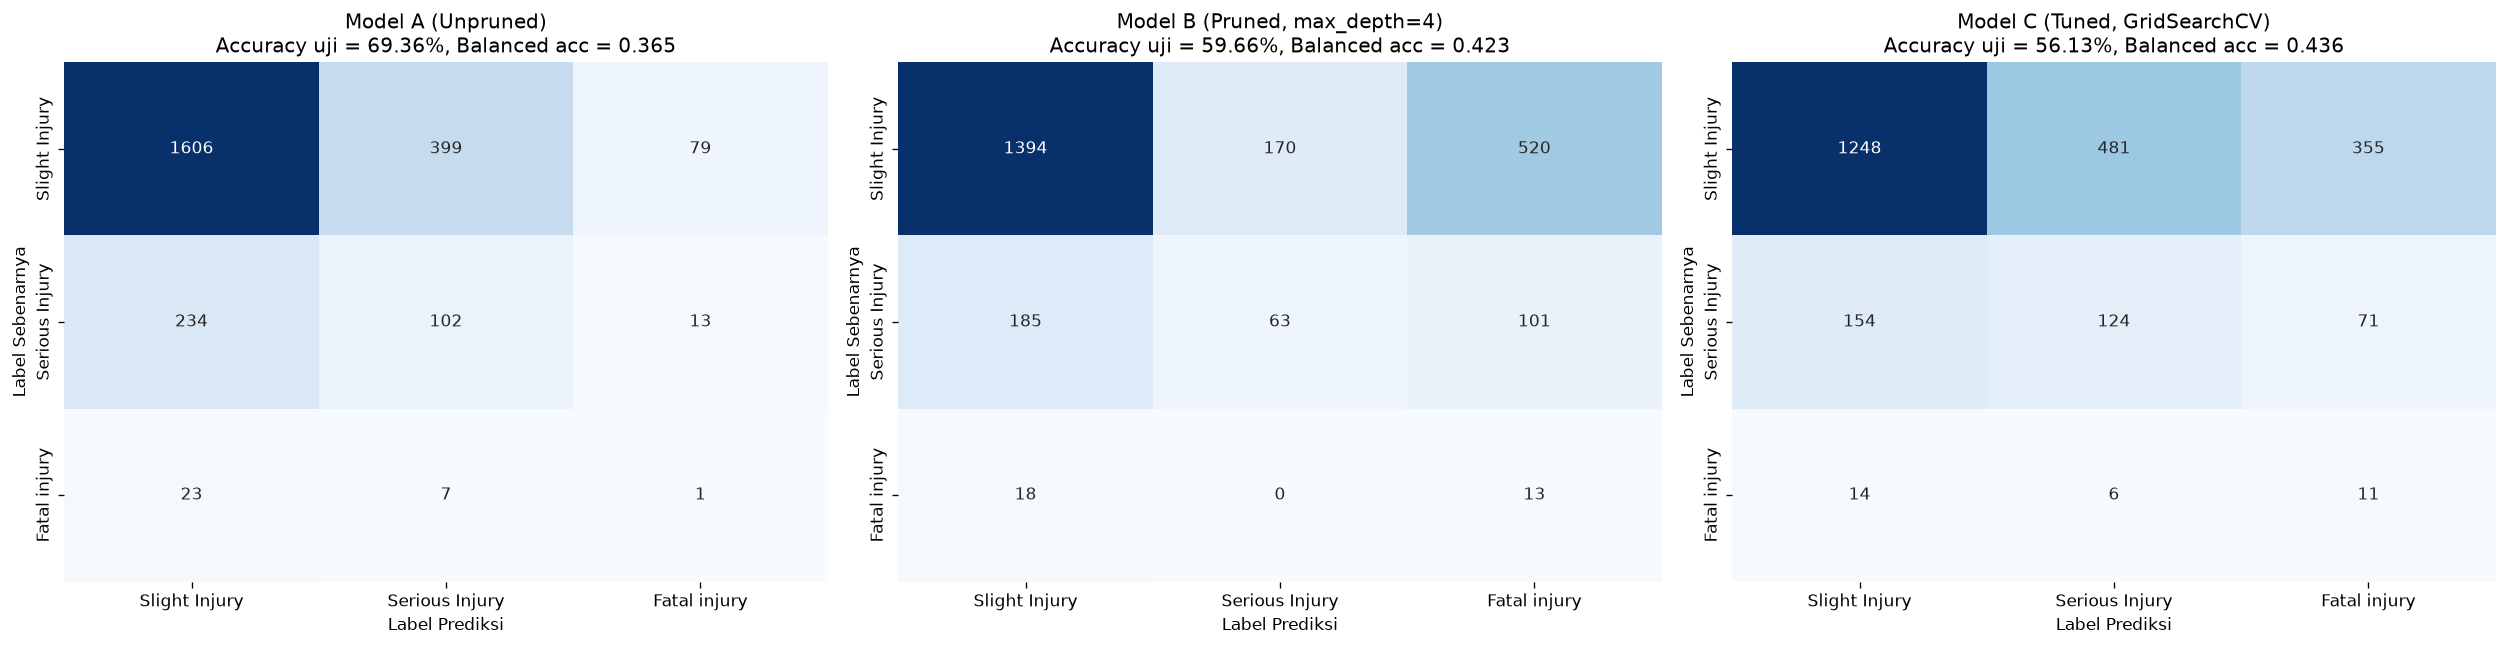 Model A (Unpruned)
Accuracy uji = 69.36%, Balanced acc = 0.365
Label Sebenarnya
Slight Injury
1606 399 79
Serious Injury
234 102 13
Fatal injury
23 7 1
Slight Injury Serious Injury Fatal injury
Label Prediksi
Model B (Pruned, max_depth=4)
Accuracy uji = 59.66%, Balanced acc = 0.423
Label Sebenarnya
Slight Injury
1394 170 520
Serious Injury
185 63 101
Fatal injury
18 0 13
Slight Injury Serious Injury Fatal injury
Label Prediksi
Model C (Tuned, GridSearchCV)
Accuracy uji = 56.13%, Balanced acc = 0.436
Label Sebenarnya
Slight Injury
1248 481 355
Serious Injury
154 124 71
Fatal injury
14 6 11
Slight Injury Serious Injury Fatal injury
Label Prediksi